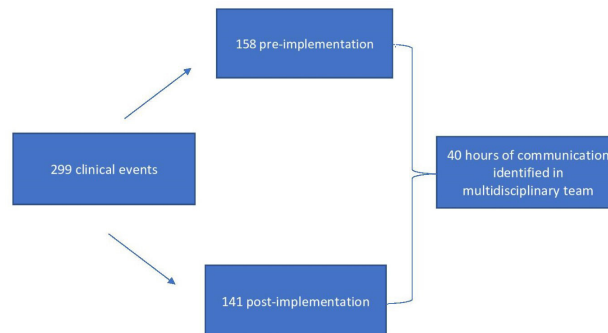 158 pre-implementation
299 clinical events
40 hours of communication
identified in
multidisciplinary team
141 post-implementation